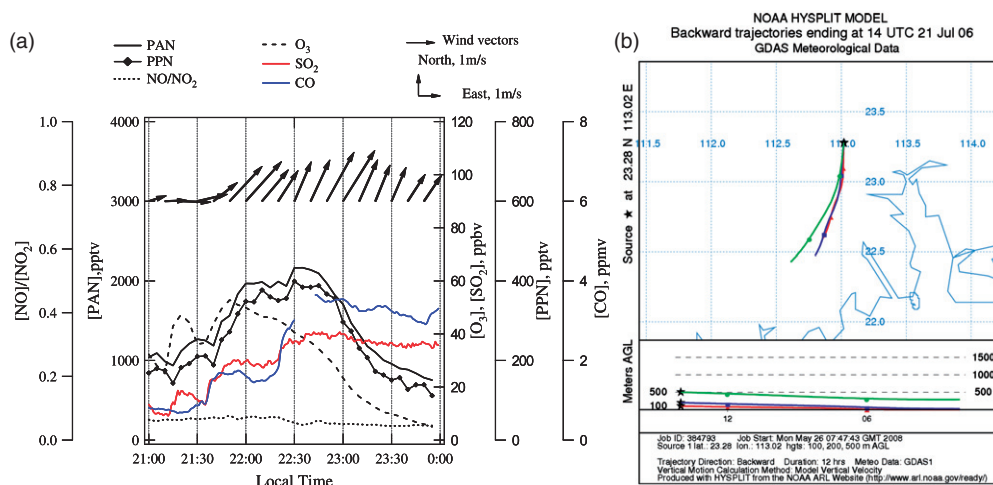 (a)
PAN
PPN
NO/NO2
O3
SO2
CO
Wind vectors
North, 1m/s
East, 1m/s
1.0
0.8
0.6
0.4
0.2
0.0
[NO]/[NO2]
4000
3000
2000
1000
0
[PAN],pptv
120
100
80
60
40
20
0
[O3], [SO2], ppbv
800
600
400
200
0
[PPN], pptv
8
6
4
2
0
[CO], ppmv
21:00 21:30 22:00 22:30 23:00 23:30 0:00
Local Time
(b)
NOAA HYSPLIT MODEL
Backward trajectories ending at 14 UTC 21 Jul 06
GDAS Meteorological Data
Source ★ at 23.28 N 113.02 E
23.5
111.5 112.0 112.5 113.0 113.5 114.
23.0
22.5
22.0
Meters AGL
1500
1000
500 500
100
12 06
Job ID: 384793 Job Start: Mon May 26 07:47:43 GMT 2008
Source 1 lat.: 23.28 lon.: 113.02 hgts: 100, 200, 500 m AGL
Trajectory Direction: Backward Duration: 12 hrs Meteo Data: GDAS1
Vertical Motion Calculation Method: Model Vertical Velocity
Produced with HYSPLIT from the NOAA ARL Website (http://www.arl.noaa.gov/ready/)